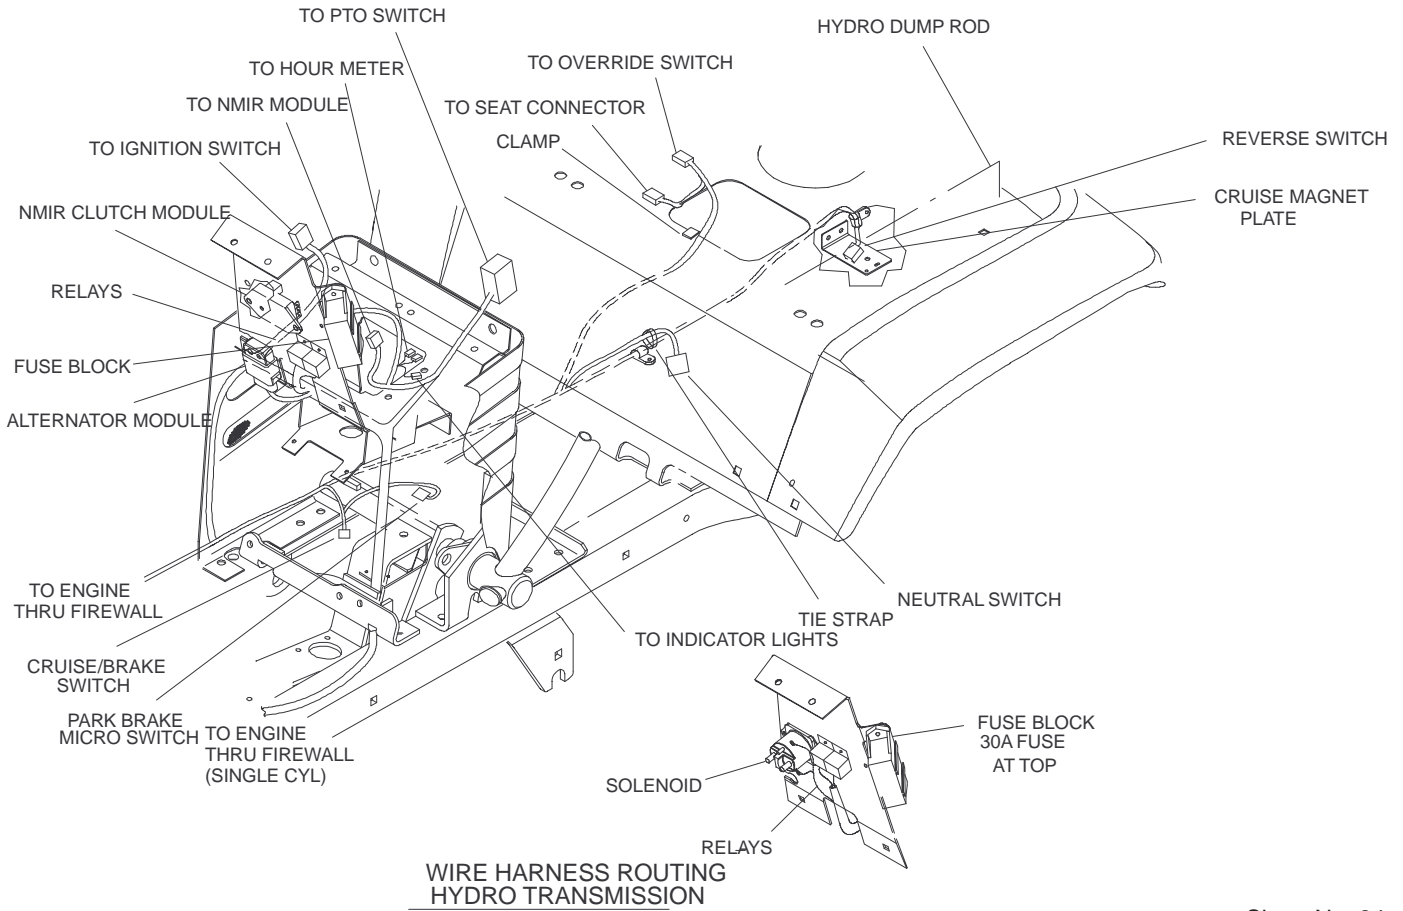 TO PTO SWITCH
HYDRO DUMP ROD
TO HOUR METER
TO OVERRIDE SWITCH
TO NMIR MODULE
TO SEAT CONNECTOR
TO IGNITION SWITCH
CLAMP
REVERSE SWITCH
NMIR CLUTCH MODULE
CRUISE MAGNET
PLATE
RELAYS
FUSE BLOCK
ALTERNATOR MODULE
TO ENGINE
THRU FIREWALL
NEUTRAL SWITCH
TIE STRAP
TO INDICATOR LIGHTS
CRUISE/BRAKE
SWITCH
PARK BRAKE
MICRO SWITCH
TO ENGINE
THRU FIREWALL
(SINGLE CYL)
FUSE BLOCK
30A FUSE
AT TOP
SOLENOID
RELAYS
WIRE HARNESS ROUTING
HYDRO TRANSMISSION